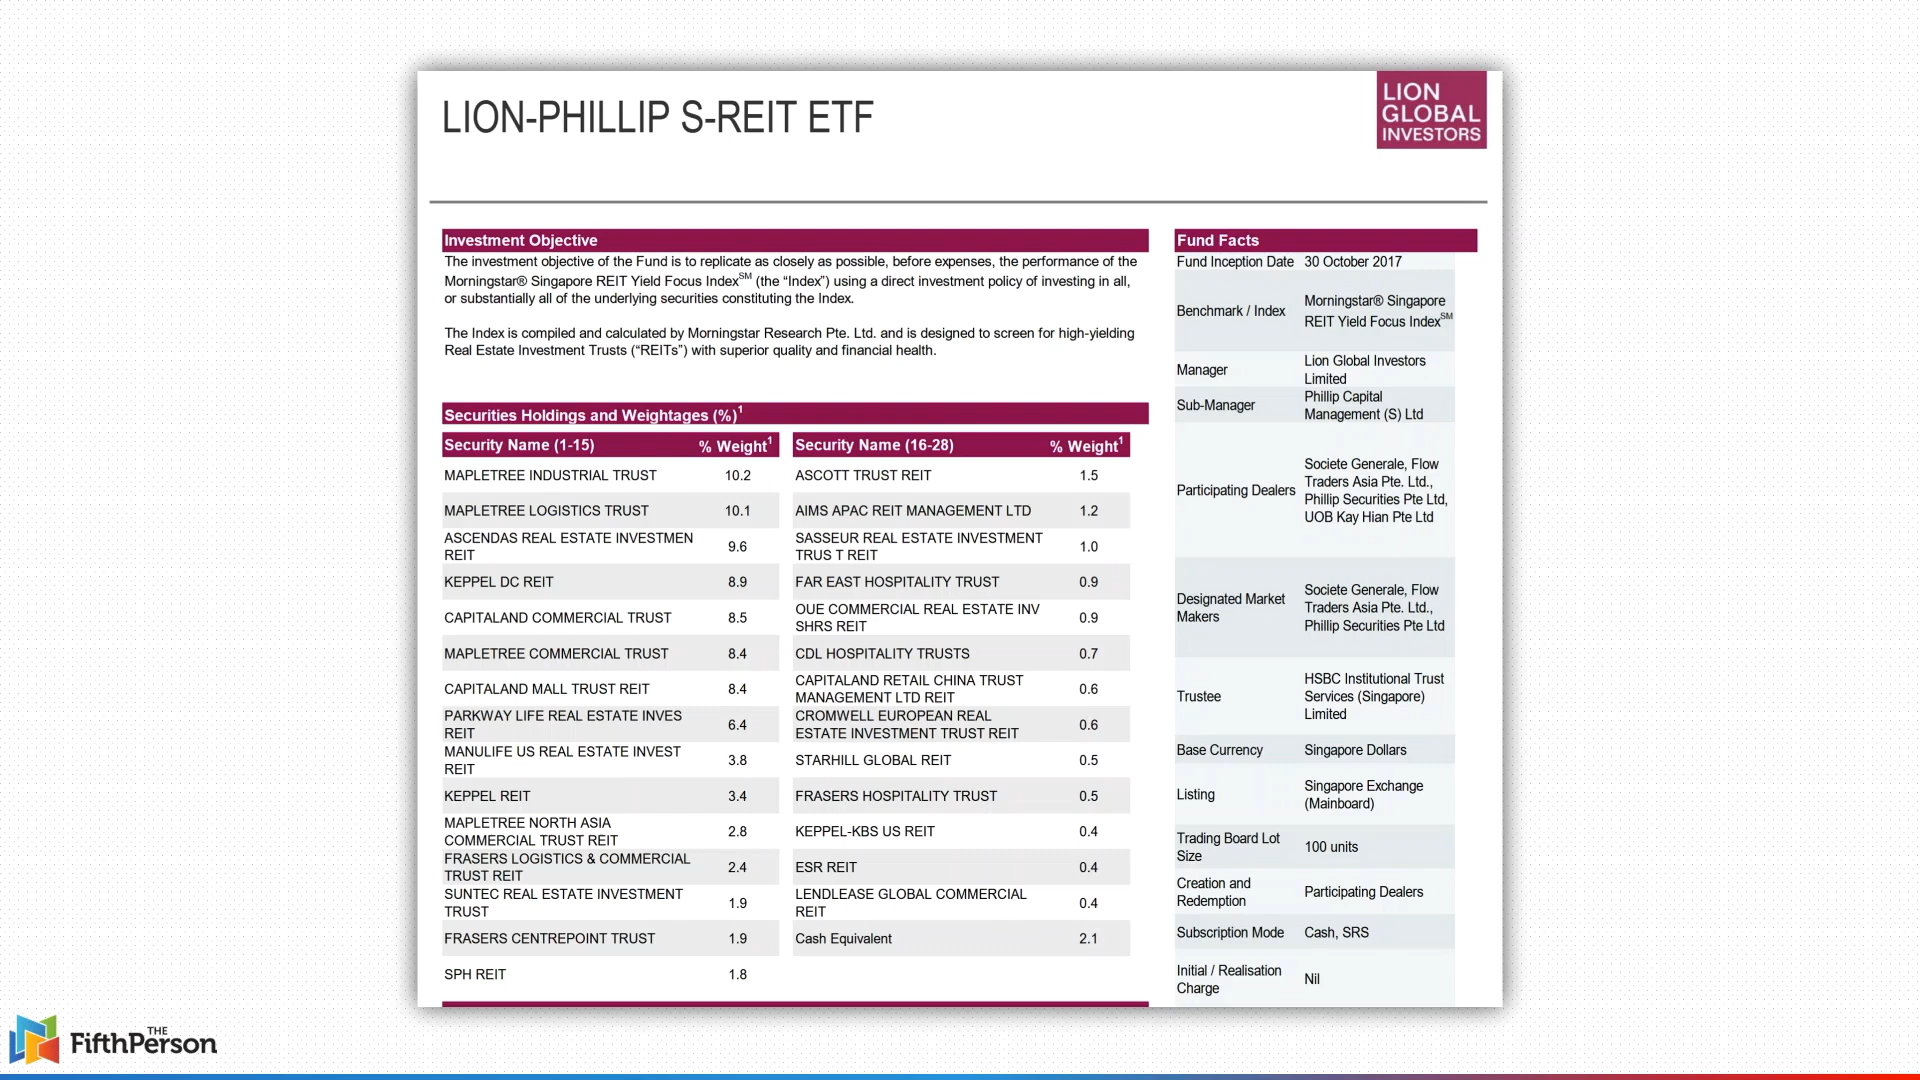 LION-PHILLIP S-REIT ETF
LION
GLOBAL
INVESTORS
Investment Objective
The investment objective of the Fund is to replicate as closely as possible, before expenses, the performance of the
Morningstar® Singapore REIT Yield Focus IndexSM (the “Index”) using a direct investment policy of investing in all,
or substantially all of the underlying securities constituting the Index.
The Index is compiled and calculated by Morningstar Research Pte. Ltd. and is designed to screen for high-yielding
Real Estate Investment Trusts (“REITs”) with superior quality and financial health.
Securities Holdings and Weightages (%)1
Security Name (1-15) % Weight1
MAPLETREE INDUSTRIAL TRUST 10.2
MAPLETREE LOGISTICS TRUST 10.1
ASCENDAS REAL ESTATE INVESTMEN
REIT 9.6
KEPPEL DC REIT 8.9
CAPITALAND COMMERCIAL TRUST 8.5
MAPLETREE COMMERCIAL TRUST 8.4
CAPITALAND MALL TRUST REIT 8.4
PARKWAY LIFE REAL ESTATE INVES
REIT 6.4
MANULIFE US REAL ESTATE INVEST
REIT 3.8
KEPPEL REIT 3.4
MAPLETREE NORTH ASIA
COMMERCIAL TRUST REIT 2.8
FRASERS LOGISTICS & COMMERCIAL
TRUST REIT 2.4
SUNTEC REAL ESTATE INVESTMENT
TRUST 1.9
FRASERS CENTREPOINT TRUST 1.9
SPH REIT 1.8
Security Name (16-28) % Weight1
ASCOTT TRUST REIT 1.5
AIMS APAC REIT MANAGEMENT LTD 1.2
SASSEUR REAL ESTATE INVESTMENT
TRUS T REIT 1.0
FAR EAST HOSPITALITY TRUST 0.9
OUE COMMERCIAL REAL ESTATE INV
SHRS REIT 0.9
CDL HOSPITALITY TRUSTS 0.7
CAPITALAND RETAIL CHINA TRUST
MANAGEMENT LTD REIT 0.6
CROMWELL EUROPEAN REAL
ESTATE INVESTMENT TRUST REIT 0.6
STARHILL GLOBAL REIT 0.5
FRASERS HOSPITALITY TRUST 0.5
KEPPEL-KBS US REIT 0.4
ESR REIT 0.4
LENDLEASE GLOBAL COMMERCIAL
REIT 0.4
Cash Equivalent 2.1
Fund Facts
Fund Inception Date 30 October 2017
Benchmark / Index Morningstar® Singapore
REIT Yield Focus IndexSM
Manager Lion Global Investors
Limited
Sub-Manager Phillip Capital
Management (S) Ltd
Participating Dealers Societe Generale, Flow
Traders Asia Pte. Ltd.,
Phillip Securities Pte Ltd,
UOB Kay Hian Pte Ltd
Designated Market
Makers Societe Generale, Flow
Traders Asia Pte. Ltd.,
Phillip Securities Pte Ltd
Trustee HSBC Institutional Trust
Services (Singapore)
Limited
Base Currency Singapore Dollars
Listing Singapore Exchange
(Mainboard)
Trading Board Lot
Size 100 units
Creation and
Redemption Participating Dealers
Subscription Mode Cash, SRS
Initial / Realisation
Charge Nil
THE
FifthPerson